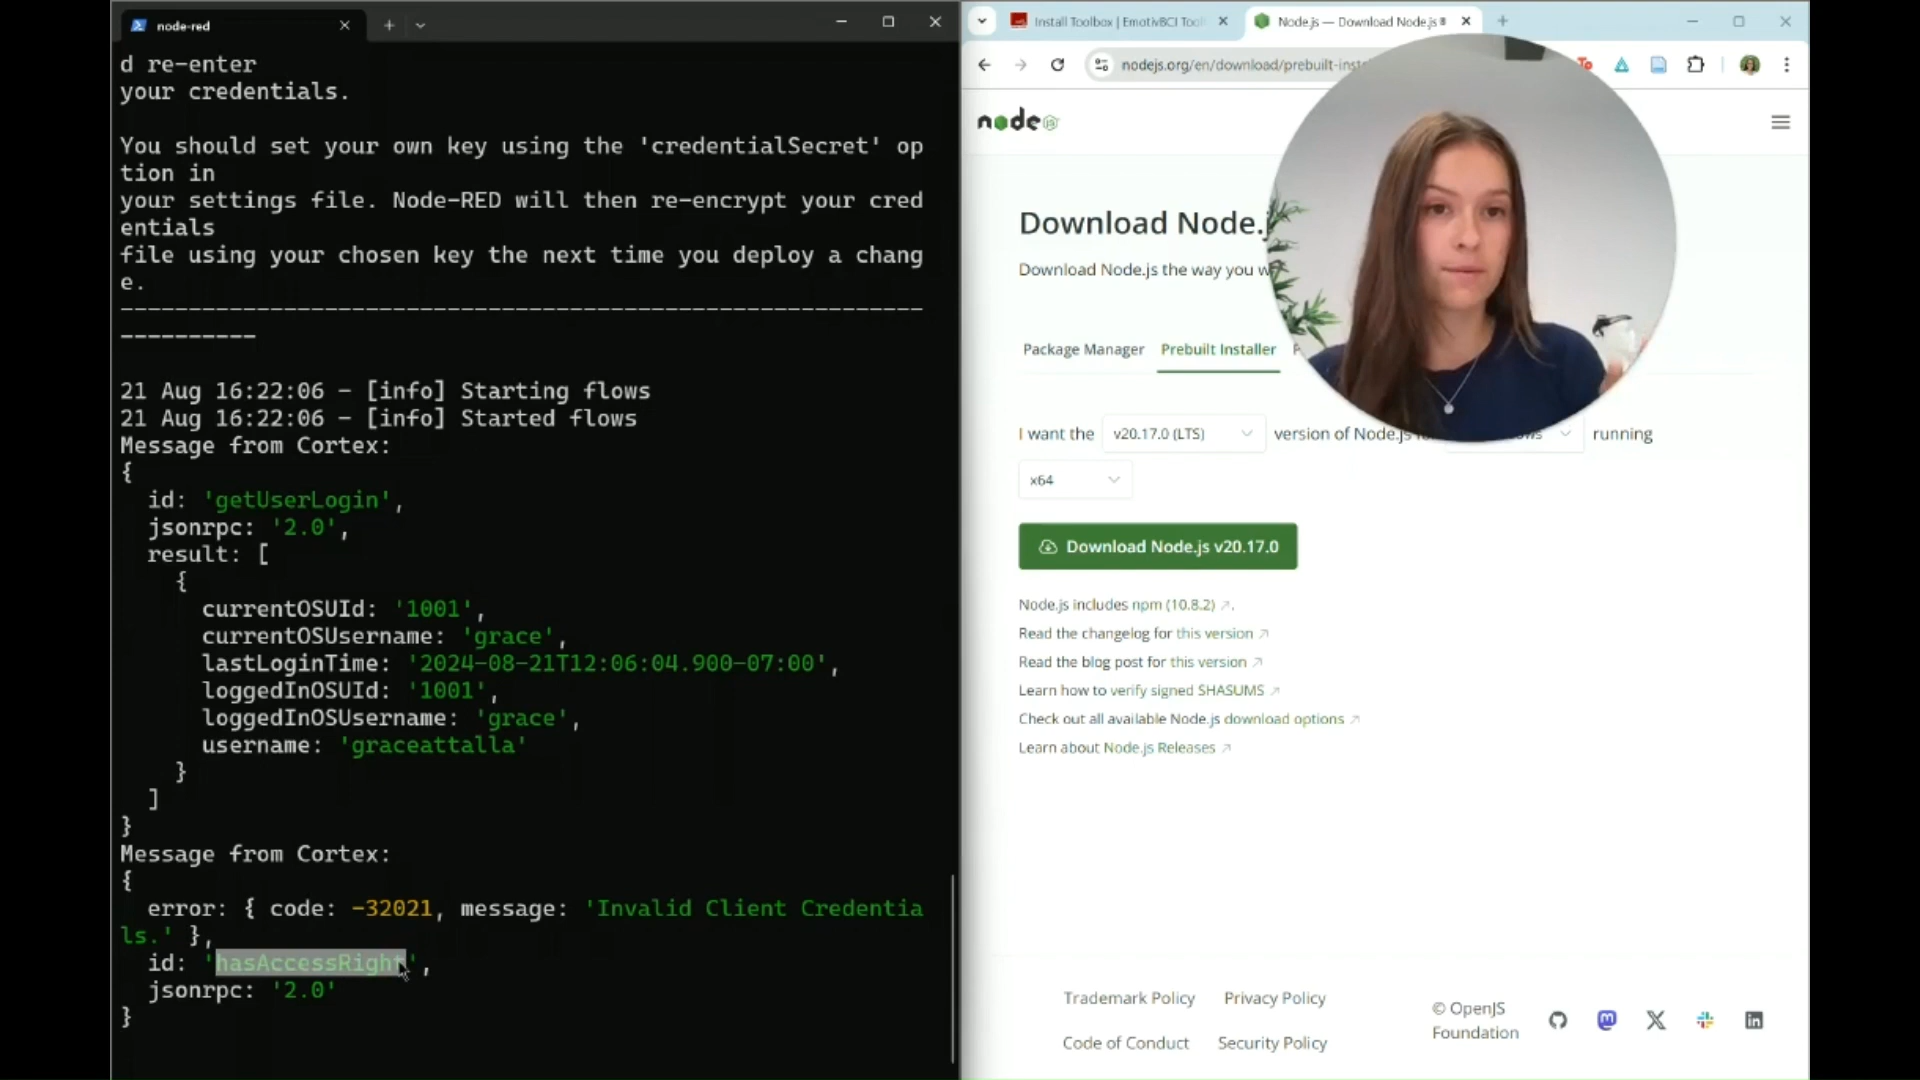 node-red
d re-enter
your credentials.
You should set your own key using the 'credentialSecret' op
tion in
your settings file. Node-RED will then re-encrypt your cred
entials
file using your chosen key the next time you deploy a chang
e.
-----------------------------------------------------------
----------
21 Aug 16:22:06 - [info] Starting flows
21 Aug 16:22:06 - [info] Started flows
Message from Cortex:
{
id: 'getUserLogin',
jsonrpc: '2.0',
result: [
{
currentOSUId: '1001',
currentOSUsername: 'grace',
lastLoginTime: '2024-08-21T12:06:04.900-07:00',
loggedInOSUId: '1001',
loggedInOSUsername: 'grace',
username: 'graceattalla'
}
]
}
Message from Cortex:
{
error: { code: -32021, message: 'Invalid Client Credentia
ls.' },
id: 'hasAccessRight',
jsonrpc: '2.0'
}
Install Toolbox | EmotivBCI Tool
Node.js — Download Node.js®
nodejs.org/en/download/prebuilt-inst
node
Download Node.j
Download Node.js the way you w
Package Manager
Prebuilt Installer
I want the v20.17.0 (LTS) version of Node.js running
x64
Download Node.js v20.17.0
Node.js includes npm (10.8.2) ↗.
Read the changelog for this version ↗
Read the blog post for this version ↗
Learn how to verify signed SHASUMS ↗
Check out all available Node.js download options ↗
Learn about Node.js Releases ↗
Trademark Policy
Privacy Policy
Code of Conduct
Security Policy
© OpenJS
Foundation